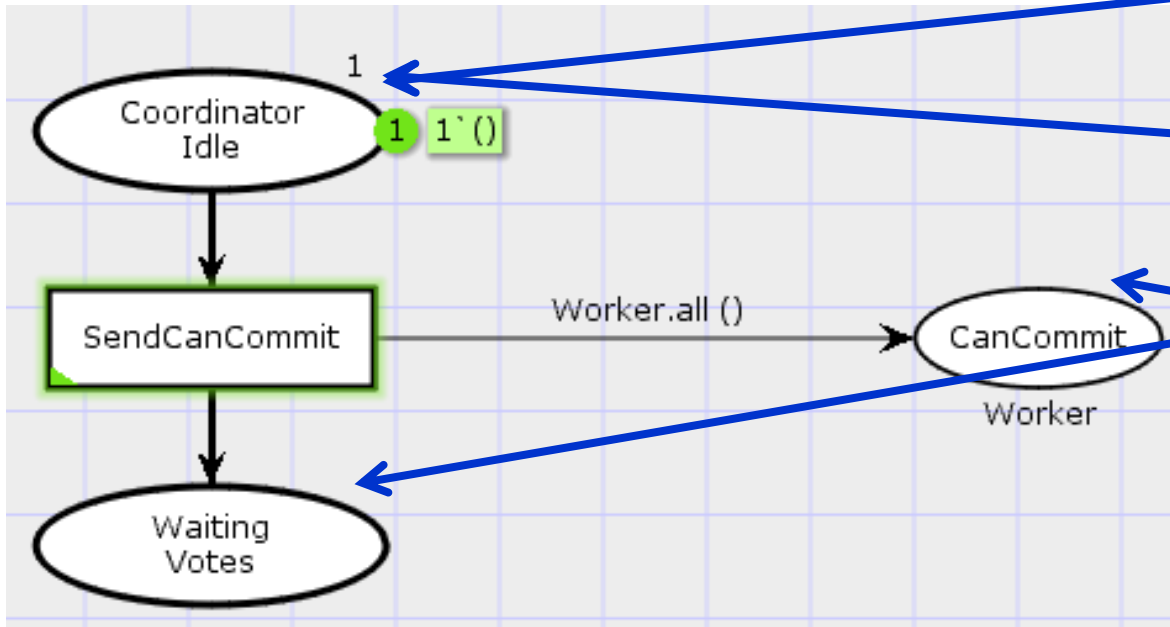 1
Coordinator
Idle
1 1`()
SendCanCommit
Worker.all ()
CanCommit
Worker
Waiting
Votes